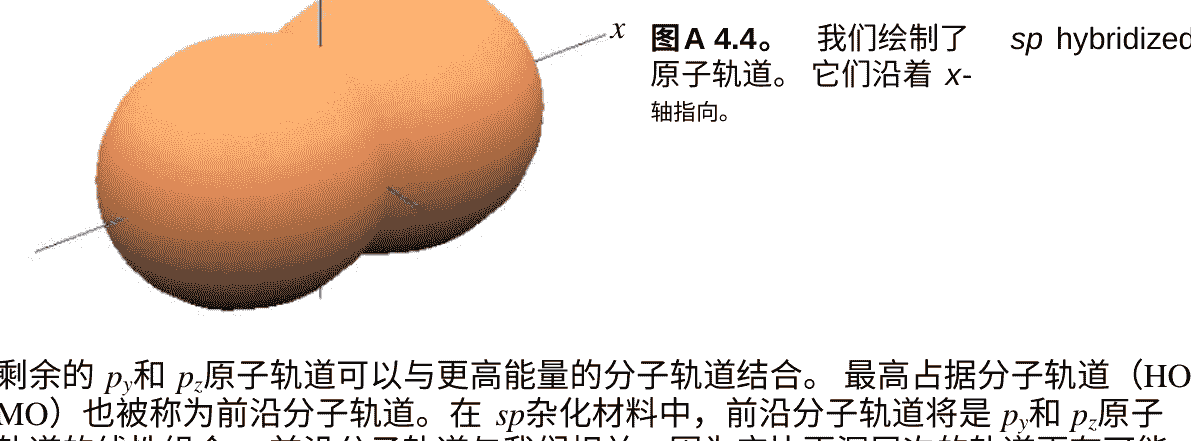 x
图A 4.4。 我们绘制了 sp hybridized
原子轨道。 它们沿着 x-
轴指向。
剩余的 py和 pz原子轨道可以与更高能量的分子轨道结合。 最高占据分子轨道（HO
MO）也被称为前沿分子轨道。在 sp杂化材料中，前沿分子轨道将是 py和 pz原子